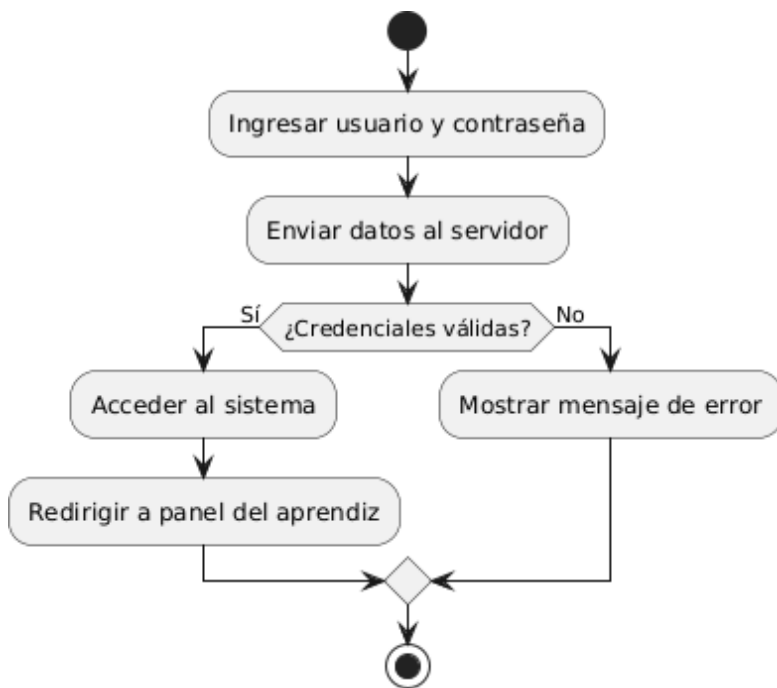 Ingresar usuario y contraseña
Enviar datos al servidor
Sí
¿Credenciales válidas?
No
Acceder al sistema
Mostrar mensaje de error
Redirigir a panel del aprendiz